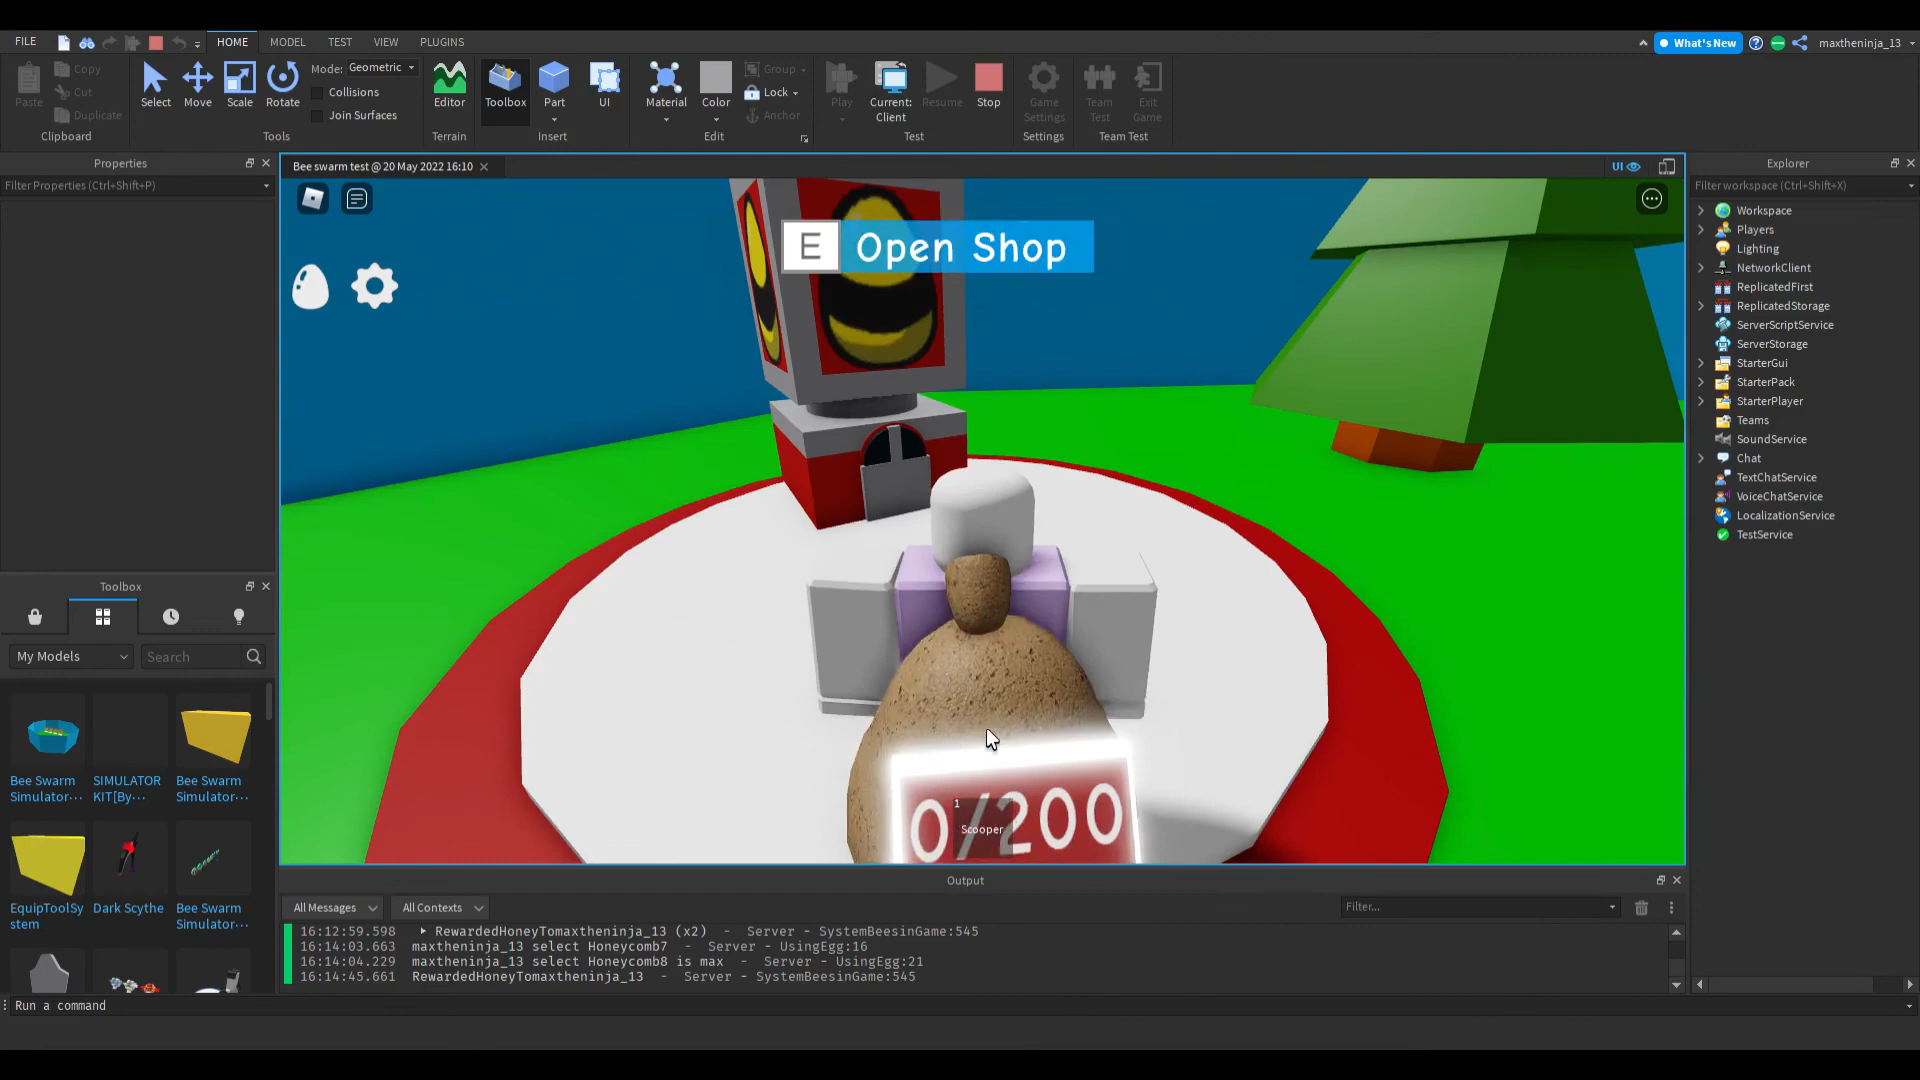 FILE HOME MODEL TEST VIEW PLUGINS What's New maxtheninja_13
Paste Copy Cut Duplicate
Clipboard
Select Move Scale Rotate
Mode: Geometric
Collisions
Join Surfaces
Tools
Editor
Terrain
Toolbox Part UI
Insert
Material Color
Group
Lock
Anchor
Edit
Play Current: Client Resume Stop
Test
Game Settings
Settings
Team Test Exit Game
Team Test
Properties
Filter Properties (Ctrl+Shift+P)
Bee swarm test @ 20 May 2022 16:10
UI
E Open Shop
0/200
1
Scooper
Explorer
Filter workspace (Ctrl+Shift+X)
Workspace
Players
Lighting
NetworkClient
ReplicatedFirst
ReplicatedStorage
ServerScriptService
ServerStorage
StarterGui
StarterPack
StarterPlayer
Teams
SoundService
Chat
TextChatService
VoiceChatService
LocalizationService
TestService
Toolbox
My Models Search
Bee Swarm Simulator···
SIMULATOR KIT[By···
Bee Swarm Simulator···
EquipToolSy stem
Dark Scythe
Bee Swarm Simulator···
Output
All Messages All Contexts Filter...
16:12:59.598 RewardedHoneyTomaxtheninja_13 (x2) - Server - SystemBeesinGame:545
16:14:03.663 maxtheninja_13 select Honeycomb7 - Server - UsingEgg:16
16:14:04.229 maxtheninja_13 select Honeycomb8 is max - Server - UsingEgg:21
16:14:45.661 RewardedHoneyTomaxtheninja_13 - Server - SystemBeesinGame:545
Run a command